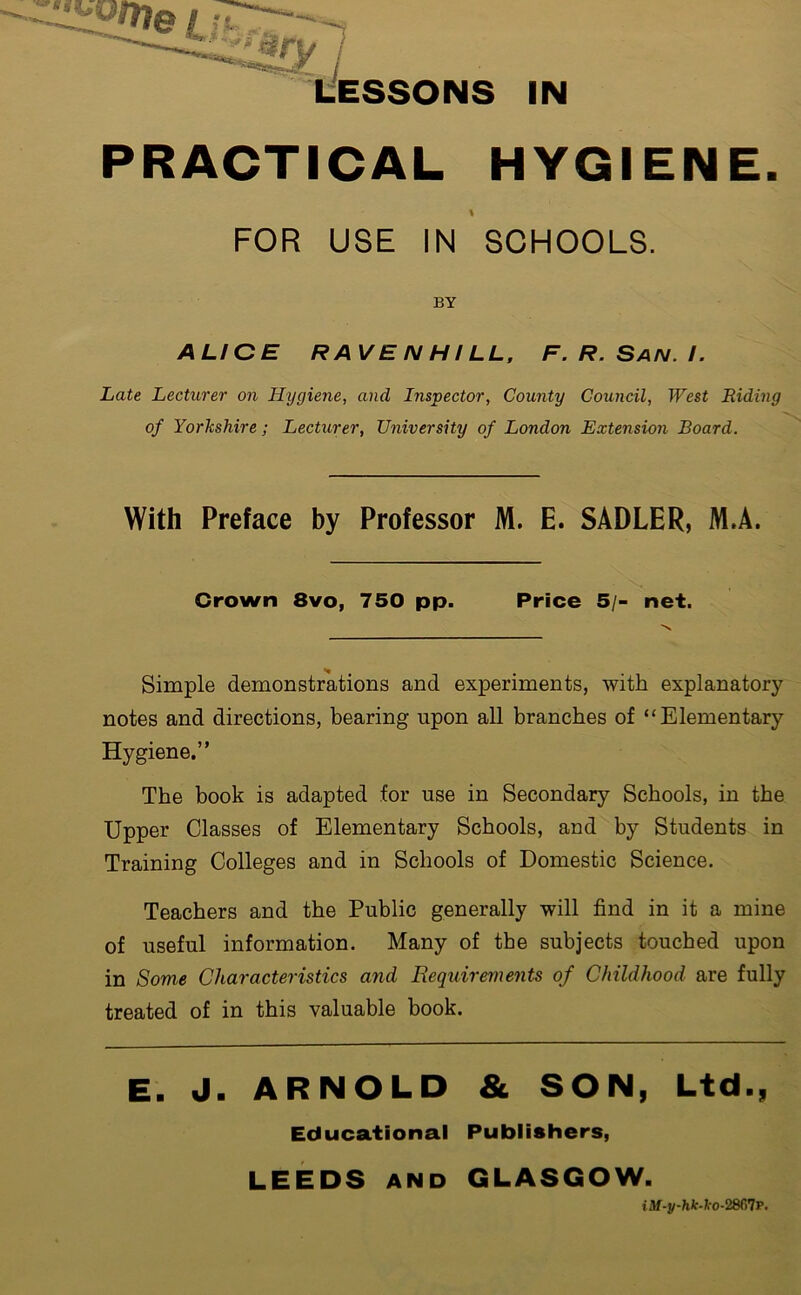 Library
LESSONS IN
PRACTICAL HYGIENE.
FOR USE IN SCHOOLS.
BY
ALICE RAVENHILL, F. R. SAN. I.
Late Lecturer on Hygiene, and Inspector, County Council, West Riding
of Yorkshire; Lecturer, University of London Extension Board.
With Preface by Professor M. E. SADLER, M.A.
Crown 8vo, 750 pp. Price 5/- net.
Simple demonstrations and experiments, with explanatory
notes and directions, bearing upon all branches of “Elementary
Hygiene.”
The book is adapted for use in Secondary Schools, in the
Upper Classes of Elementary Schools, and by Students in
Training Colleges and in Schools of Domestic Science.
Teachers and the Public generally will find in it a mine
of useful information. Many of the subjects touched upon
in Some Characteristics and Requirements of Childhood are fully
treated of in this valuable book.
E. J. ARNOLD & SON, Ltd.,
Educational Publishers,
LEEDS AND GLASGOW.
iM-y-hk-ko-2867P.